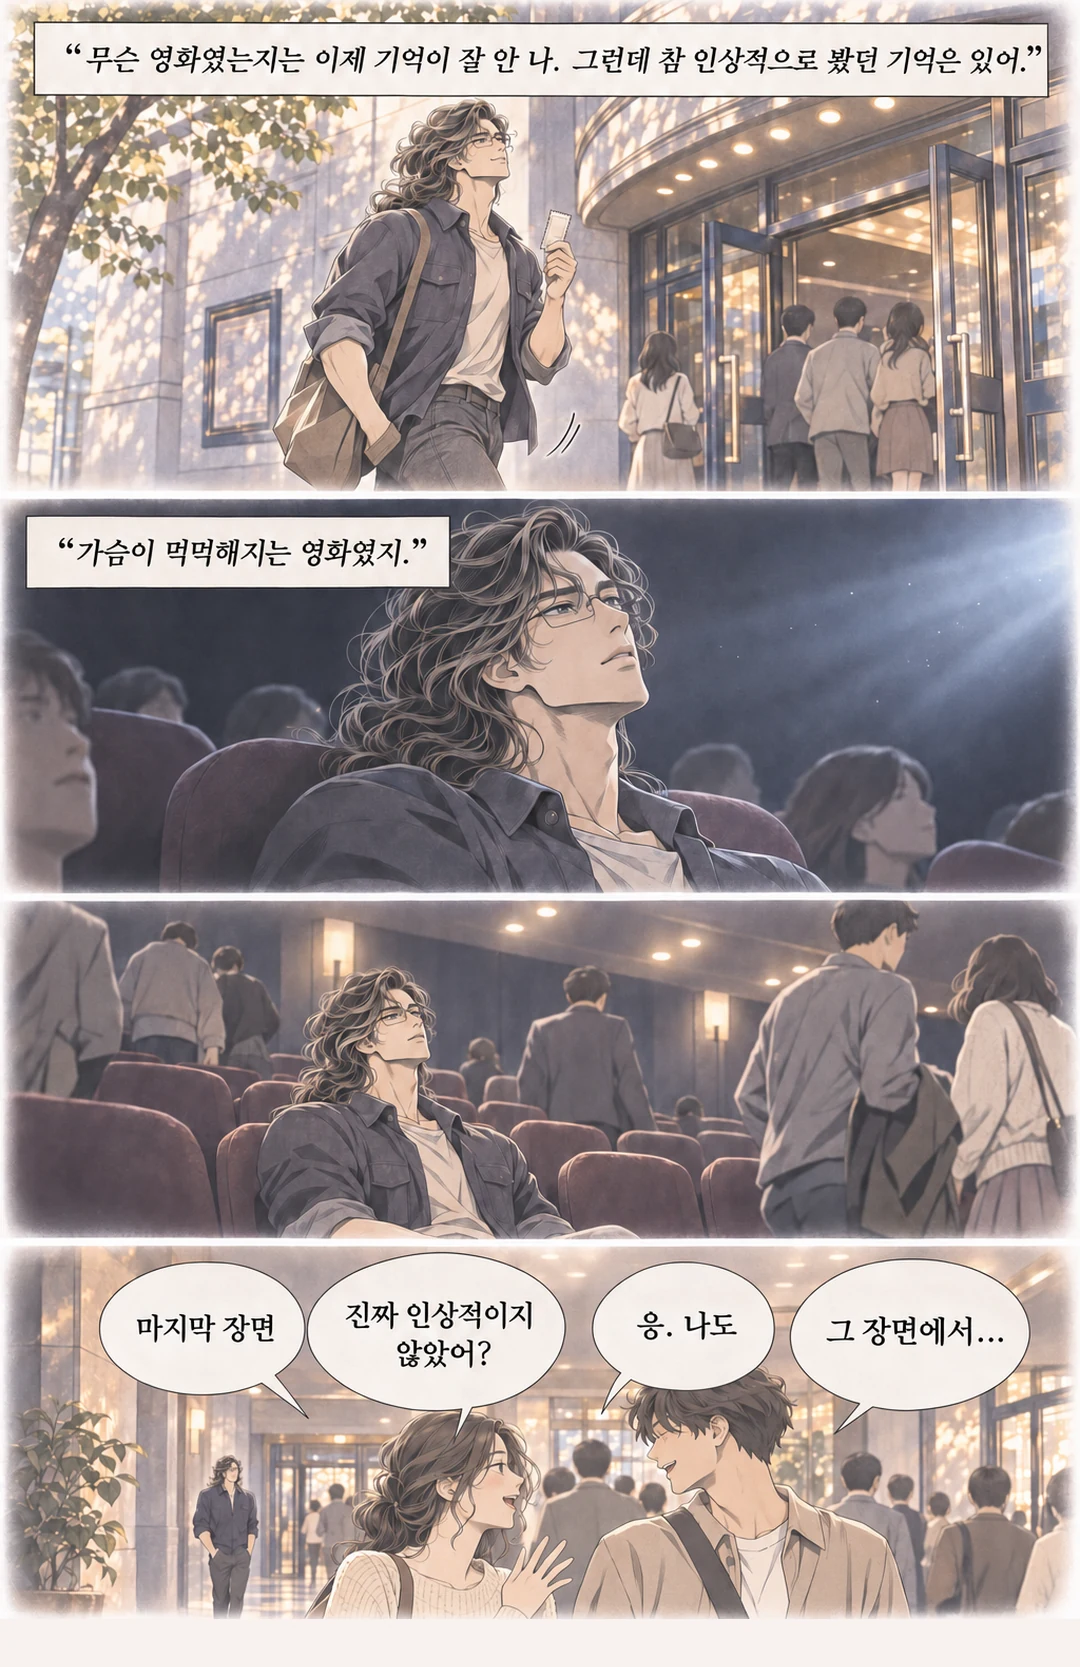 “무슨 영화였는지는 이제 기억이 잘 안 나. 그런데 참 인상적으로 봤던 기억은 있어.”
“가슴이 먹먹해지는 영화였지.”
마지막 장면
진짜 인상적이지
않았어?
응. 나도
그 장면에서...